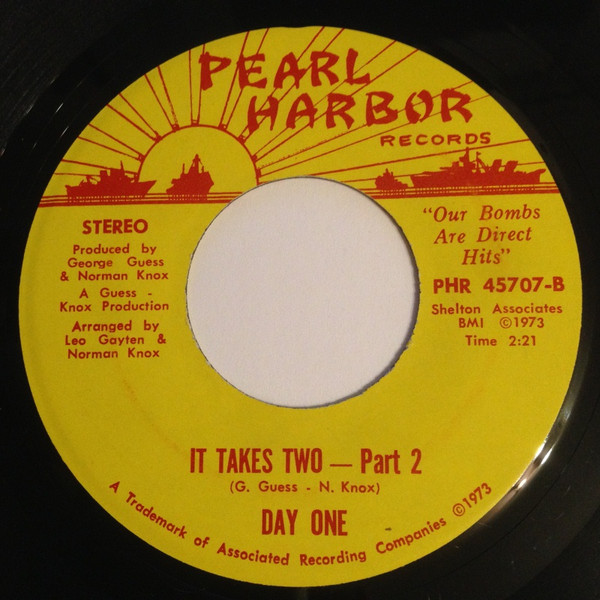 PEARL
HARBOR
RECORDS
STEREO
Produced by
George Guess
& Norman Knox
A Guess -
Knox Production
Arranged by
Leo Gayten &
Norman Knox
"Our Bombs
Are Direct
Hits"
PHR 45707-B
Shelton Associates
BMI ©1973
Time 2:21
IT TAKES TWO — Part 2
(G. Guess - N. Knox)
DAY ONE
A Trademark of Associated Recording Companies ©1973